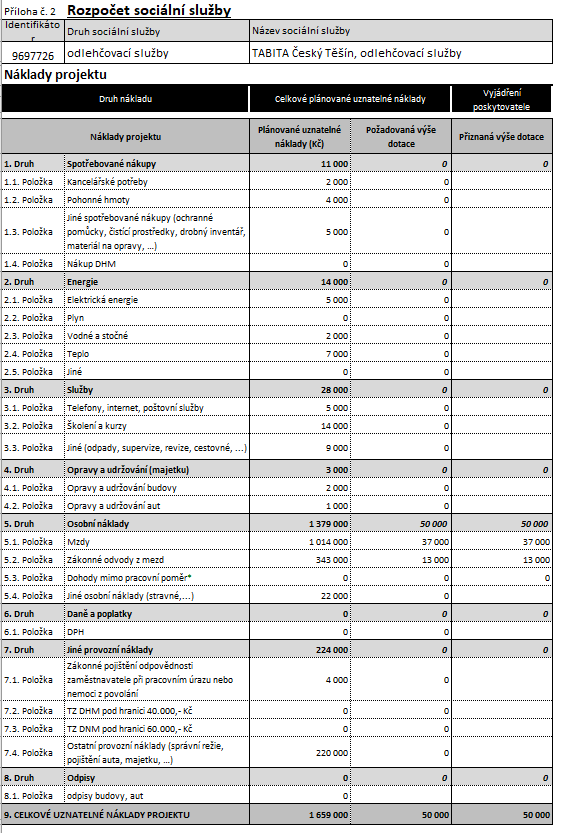 Příloha č. 2 Rozpočet sociální služby
Identifikáto
r Druh sociální služby Název sociální služby
9697726 odlehčovací služby TABITA Český Těšín, odlehčovací služby
Náklady projektu
Druh nákladu Celkové plánované uznatelné náklady Vyjádření
poskytovatele
Náklady projektu Plánované uznatelné
náklady (Kč) Požadovaná výše
dotace Přiznaná výše dotace
1. Druh Spotřebované nákupy 11 000 0 0
1.1. Položka Kancelářské potřeby 2 000 0
1.2. Položka Pohonné hmoty 4 000 0
1.3. Položka Jiné spotřebované nákupy (ochranné
pomůcky, čistící prostředky, drobný inventář,
materiál na opravy, ...) 5 000 0
1.4. Položka Nákup DHM 0 0
2. Druh Energie 14 000 0 0
2.1. Položka Elektrická energie 5 000 0
2.2. Položka Plyn 0 0
2.3. Položka Vodné a stočné 2 000 0
2.4. Položka Teplo 7 000 0
2.5. Položka Jiné 0 0
3. Druh Služby 28 000 0 0
3.1. Položka Telefony, internet, poštovní služby 5 000 0
3.2. Položka Školení a kurzy 14 000 0
3.3. Položka Jiné (odpady, supervize, revize, cestovné, ...) 9 000 0
4. Druh Opravy a udržování (majetku) 3 000 0 0
4.1. Položka Opravy a udržování budovy 2 000 0
4.2. Položka Opravy a udržování aut 1 000 0
5. Druh Osobní náklady 1 379 000 50 000 50 000
5.1. Položka Mzdy 1 014 000 37 000 37 000
5.2. Položka Zákonné odvody z mezd 343 000 13 000 13 000
5.3. Položka Dohody mimo pracovní poměr* 0 0 0
5.4. Položka Jiné osobní náklady (stravné,...) 22 000 0
6. Druh Daně a poplatky 0 0 0
6.1. Položka DPH 0 0
7. Druh Jiné provozní náklady 224 000 0 0
7.1. Položka Zákonné pojištění odpovědnosti
zaměstnavatele při pracovním úrazu nebo
nemoci z povolání 4 000 0
7.2. Položka TZ DHM pod hranici 40.000,- Kč 0 0
7.3. Položka TZ DNM pod hranici 60.000,- Kč 0 0
7.4. Položka Ostatní provozní náklady (správní režie,
pojištění auta, majetku, ...) 220 000 0
8. Druh Odpisy 0 0 0
8.1. Položka odpisy budovy, aut 0 0
9. CELKOVÉ UZNATELNÉ NÁKLADY PROJEKTU 1 659 000 50 000 50 000